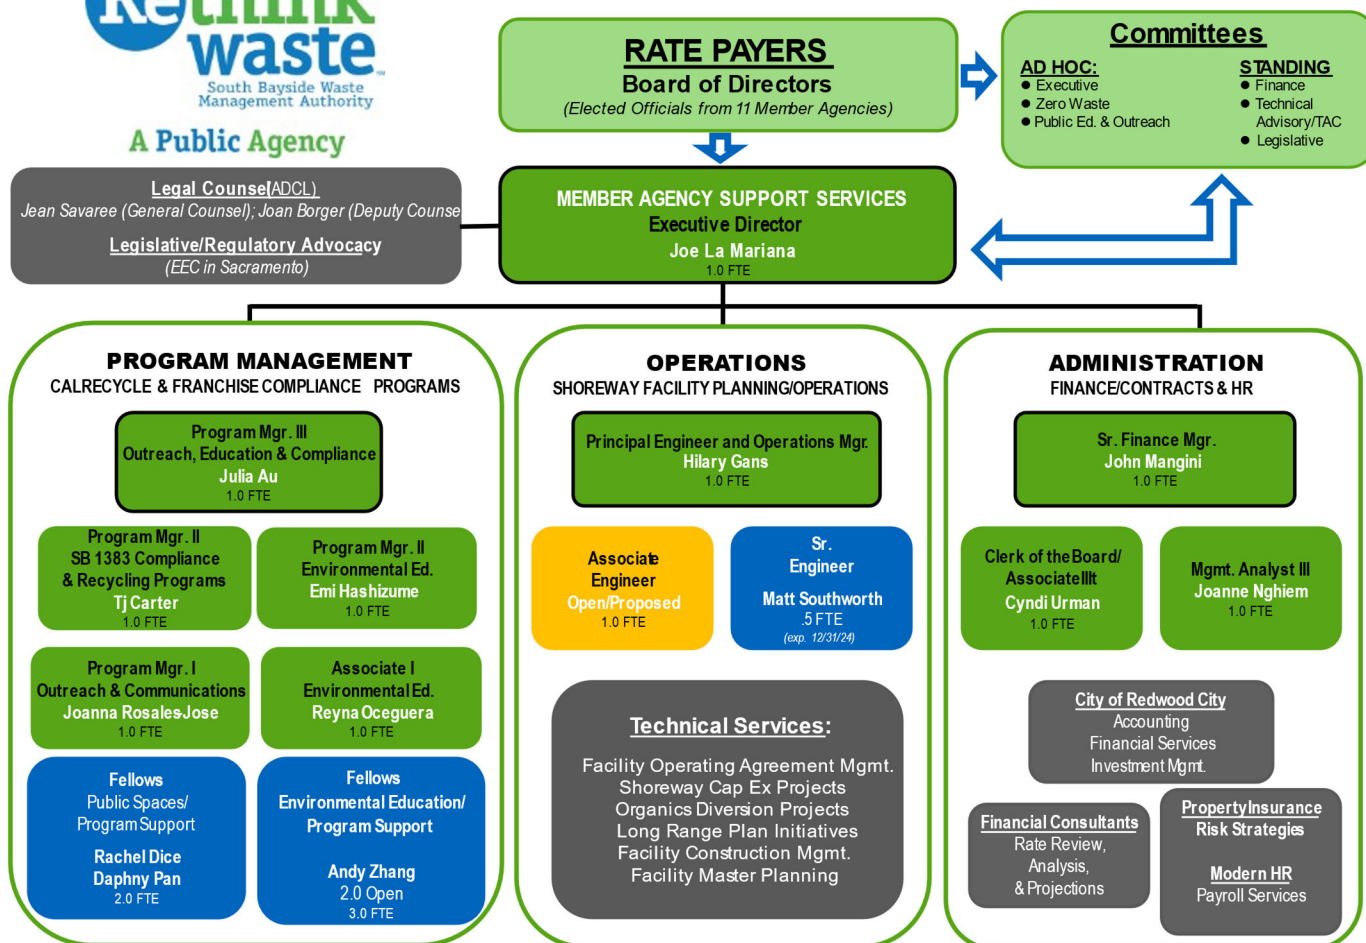 Rethink
waste™
South Bayside Waste
Management Authority
A Public Agency
RATE PAYERS
Board of Directors
(Elected Officials from 11 Member Agencies)
Committees
AD HOC:
● Executive
● Zero Waste
● Public Ed. & Outreach
STANDING
● Finance
● Technical
Advisory/TAC
● Legislative
Legal Counsel(ADCL)
Jean Savaree (General Counsel); Joan Borger (Deputy Counse
Legislative/Regulatory Advocacy
(EEC in Sacramento)
MEMBER AGENCY SUPPORT SERVICES
Executive Director
Joe La Mariana
1.0 FTE
PROGRAM MANAGEMENT
CALRECYCLE & FRANCHISE COMPLIANCE PROGRAMS
Program Mgr. III
Outreach, Education & Compliance
Julia Au
1.0 FTE
Program Mgr. II
SB 1383 Compliance
& Recycling Programs
Tj Carter
1.0 FTE
Program Mgr. II
Environmental Ed.
Emi Hashizume
1.0 FTE
Program Mgr. I
Outreach & Communications
Joanna Rosales-Jose
1.0 FTE
Associate I
Environmental Ed.
Reyna Oceguera
1.0 FTE
Fellows
Public Spaces/
Program Support
Rachel Dice
Daphny Pan
2.0 FTE
Fellows
Environmental Education/
Program Support
Andy Zhang
2.0 Open
3.0 FTE
OPERATIONS
SHOREWAY FACILITY PLANNING/OPERATIONS
Principal Engineer and Operations Mgr.
Hilary Gans
1.0 FTE
Associate
Engineer
Open/Proposed
1.0 FTE
Sr.
Engineer
Matt Southworth
.5 FTE
(exp. 12/31/24)
Technical Services:
Facility Operating Agreement Mgmt.
Shoreway Cap Ex Projects
Organics Diversion Projects
Long Range Plan Initiatives
Facility Construction Mgmt.
Facility Master Planning
ADMINISTRATION
FINANCE/CONTRACTS & HR
Sr. Finance Mgr.
John Mangini
1.0 FTE
Clerk of the Board/
Associate IIIt
Cyndi Urman
1.0 FTE
Mgmt. Analyst III
Joanne Nghiem
1.0 FTE
City of Redwood City
Accounting
Financial Services
Investment Mgmt.
Financial Consultants
Rate Review,
Analysis,
& Projections
Property Insurance
Risk Strategies
Modern HR
Payroll Services